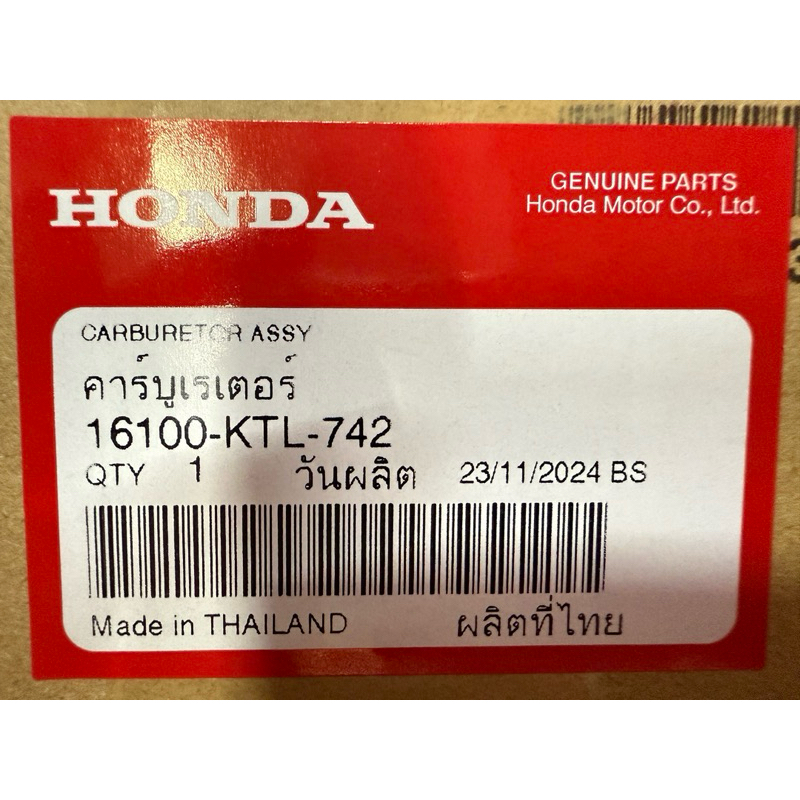 HONDA
GENUINE PARTS
Honda Motor Co., Ltd.
CARBURETOR ASSY
คาร์บูเรเตอร์
16100-KTL-742
QTY 1 วันผลิต 23/11/2024 BS
Made in THAILAND ผลิตที่ไทย